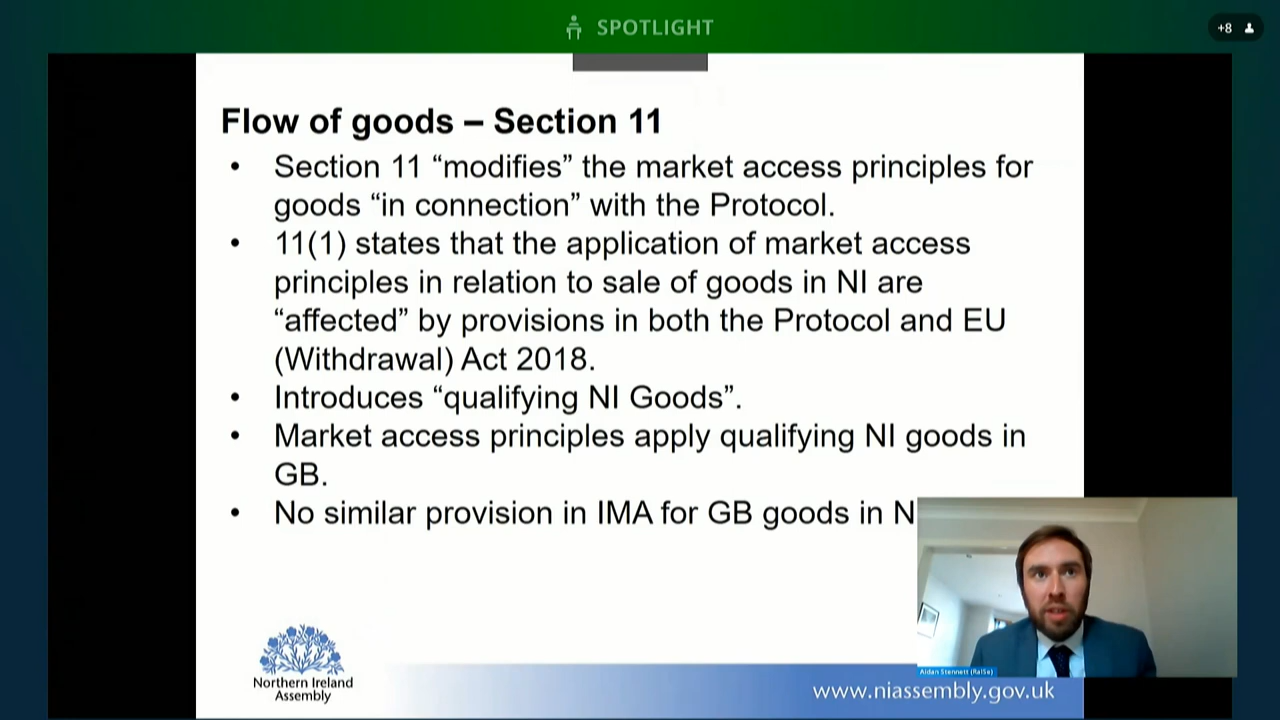 SPOTLIGHT
+8
Flow of goods – Section 11
• Section 11 “modifies” the market access principles for
goods “in connection” with the Protocol.
• 11(1) states that the application of market access
principles in relation to sale of goods in NI are
“affected” by provisions in both the Protocol and EU
(Withdrawal) Act 2018.
• Introduces “qualifying NI Goods”.
• Market access principles apply qualifying NI goods in
GB.
• No similar provision in IMA for GB goods in N
Aidan Stennett (RaISe)
Northern Ireland
Assembly
www.niassembly.gov.uk